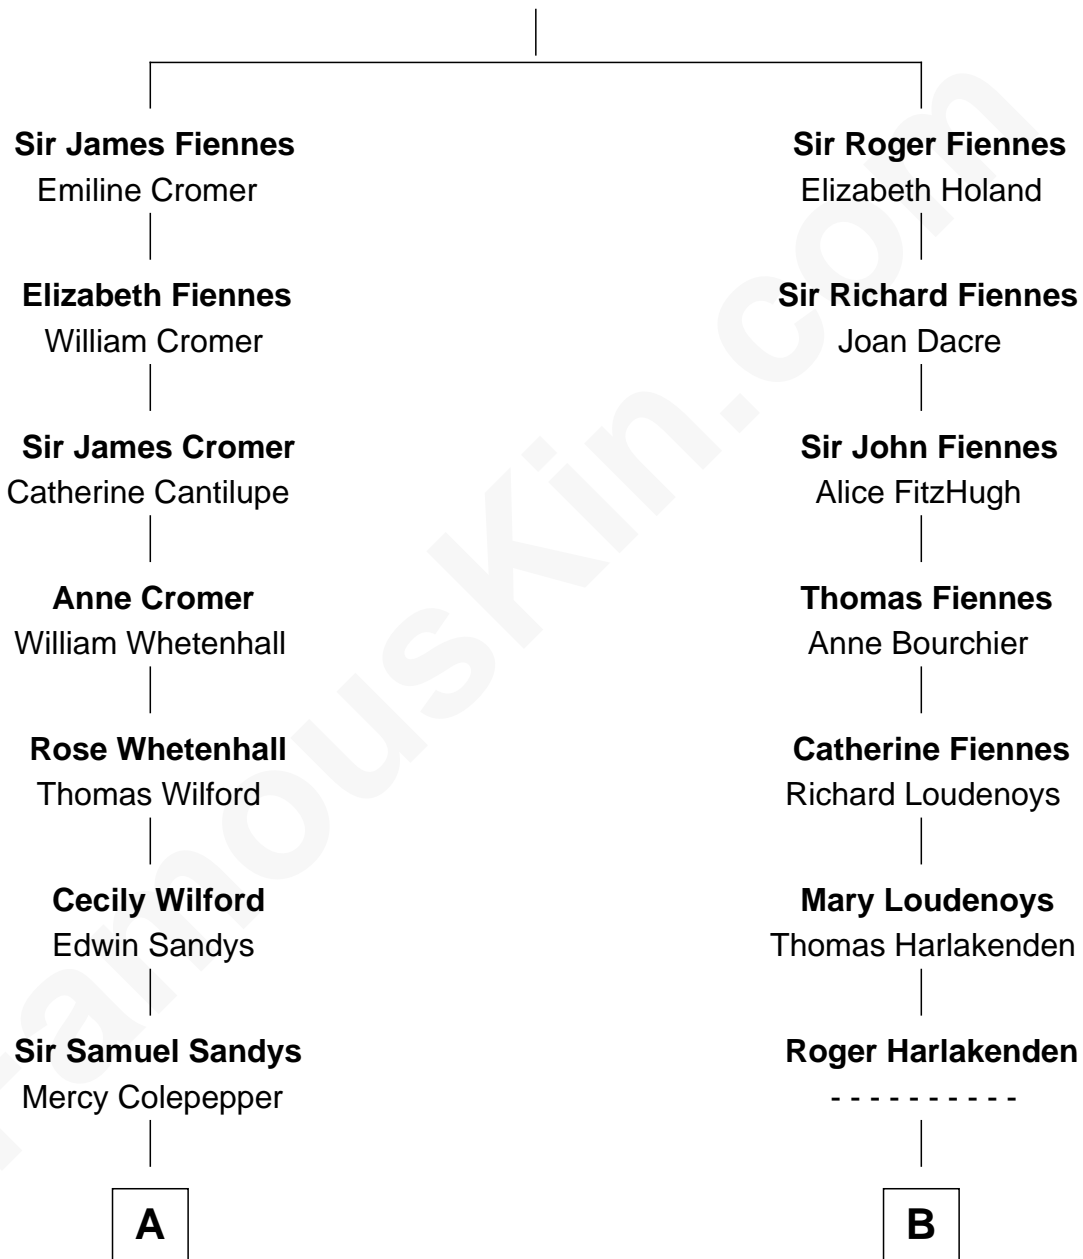 Sir James Fiennes
Emiline Cromer
Elizabeth Fiennes
William Cromer
Sir James Cromer
Catherine Cantilupe
Anne Cromer
William Whetenhall
Rose Whetenhall
Thomas Wilford
Cecily Wilford
Edwin Sandys
Sir Samuel Sandys
Mercy Colepepper
A
Sir Roger Fiennes
Elizabeth Holand
Sir Richard Fiennes
Joan Dacre
Sir John Fiennes
Alice FitzHugh
Thomas Fiennes
Anne Bourchier
Catherine Fiennes
Richard Loudenoys
Mary Loudenoys
Thomas Harlakenden
Roger Harlakenden
- - - - - - - - - -
B
FamousKin.com